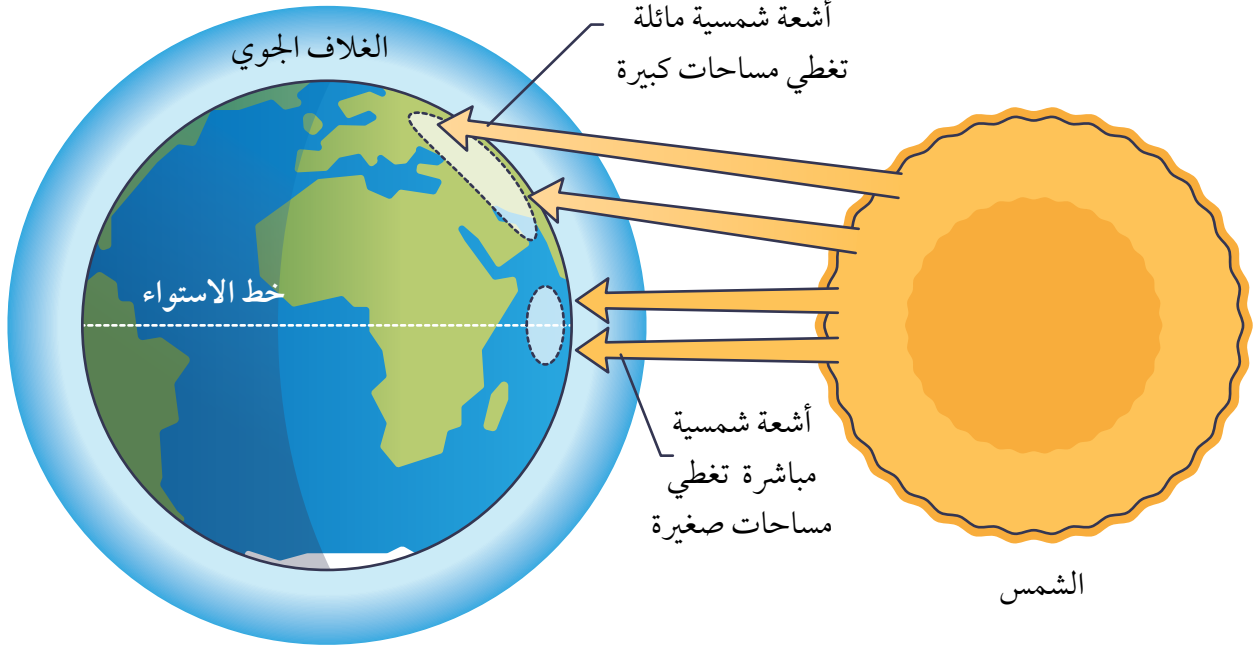 أشعة شمسية مائلة
تغطي مساحات كبيرة
الغلاف الجوي
خط الاستواء
أشعة شمسية
مباشرة تغطي
مساحات صغيرة
الشمس